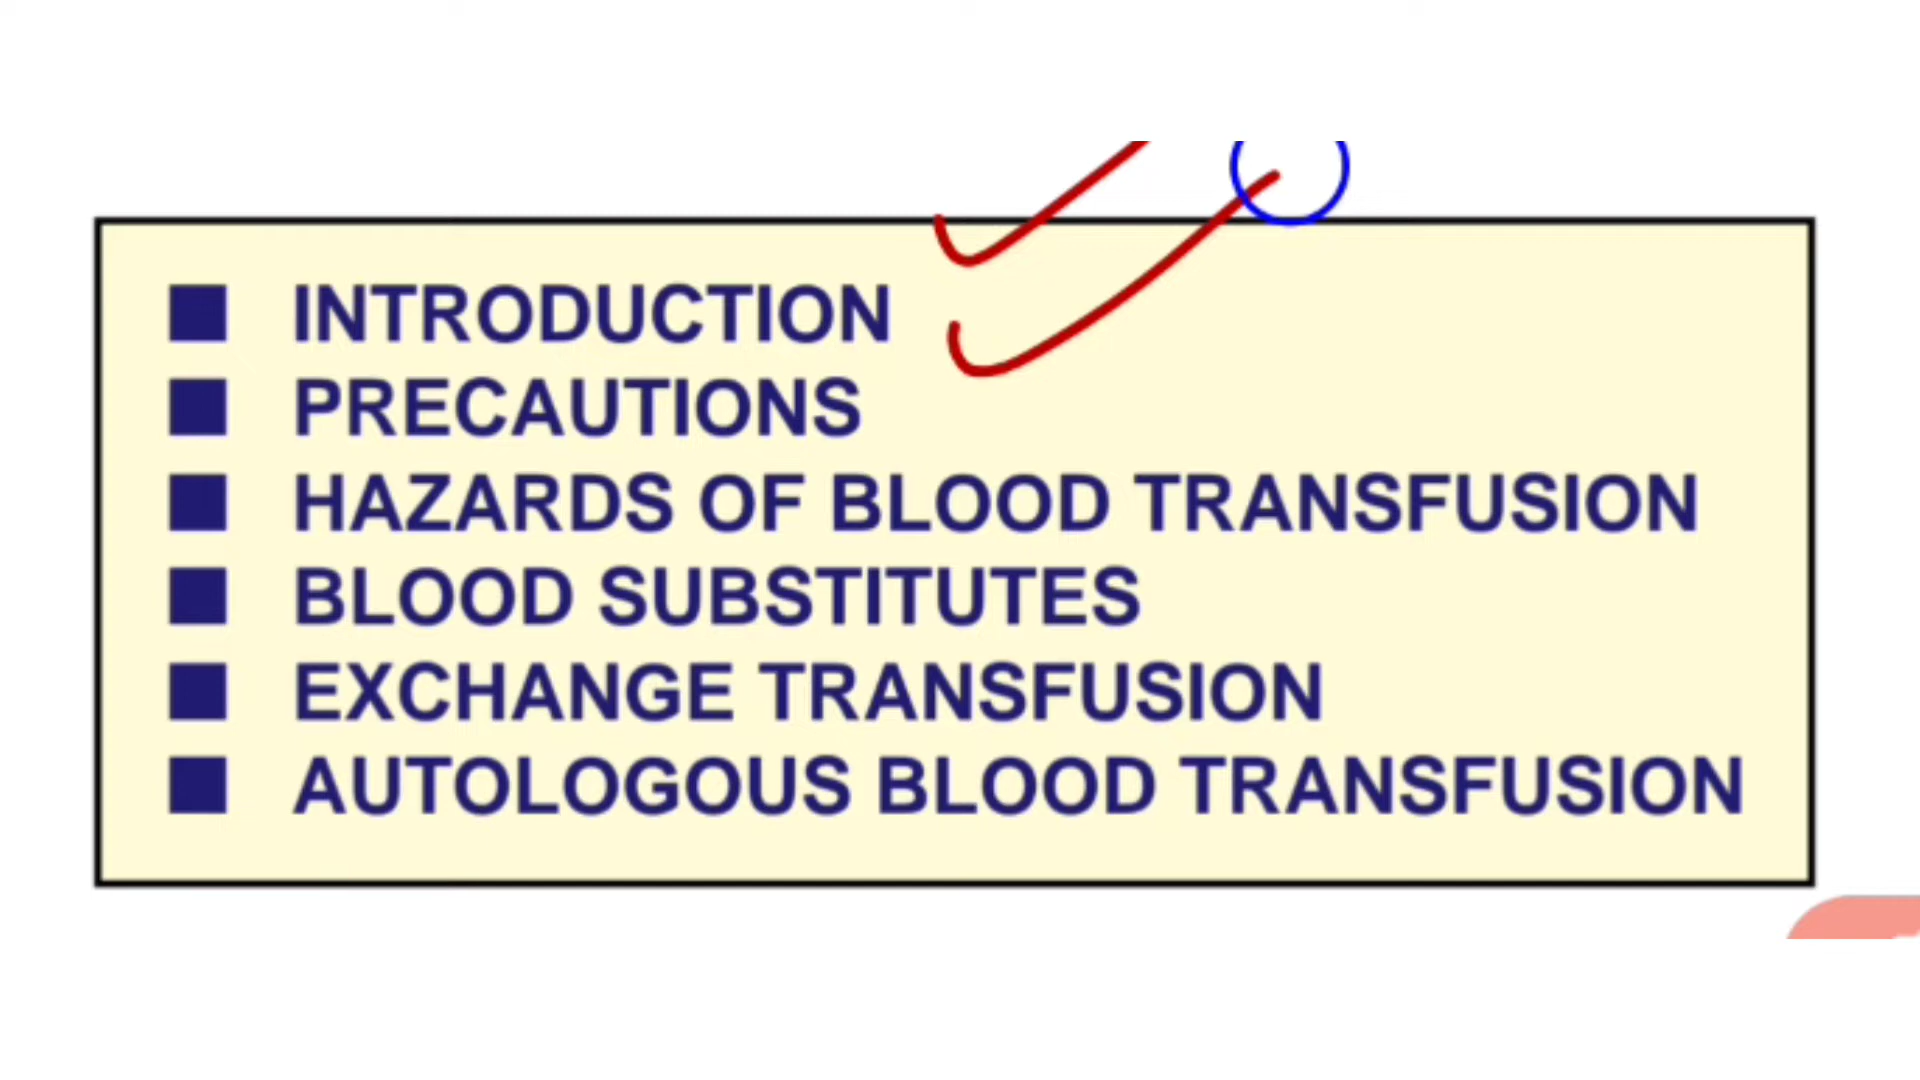 INTRODUCTION
PRECAUTIONS
HAZARDS OF BLOOD TRANSFUSION
BLOOD SUBSTITUTES
EXCHANGE TRANSFUSION
AUTOLOGOUS BLOOD TRANSFUSION